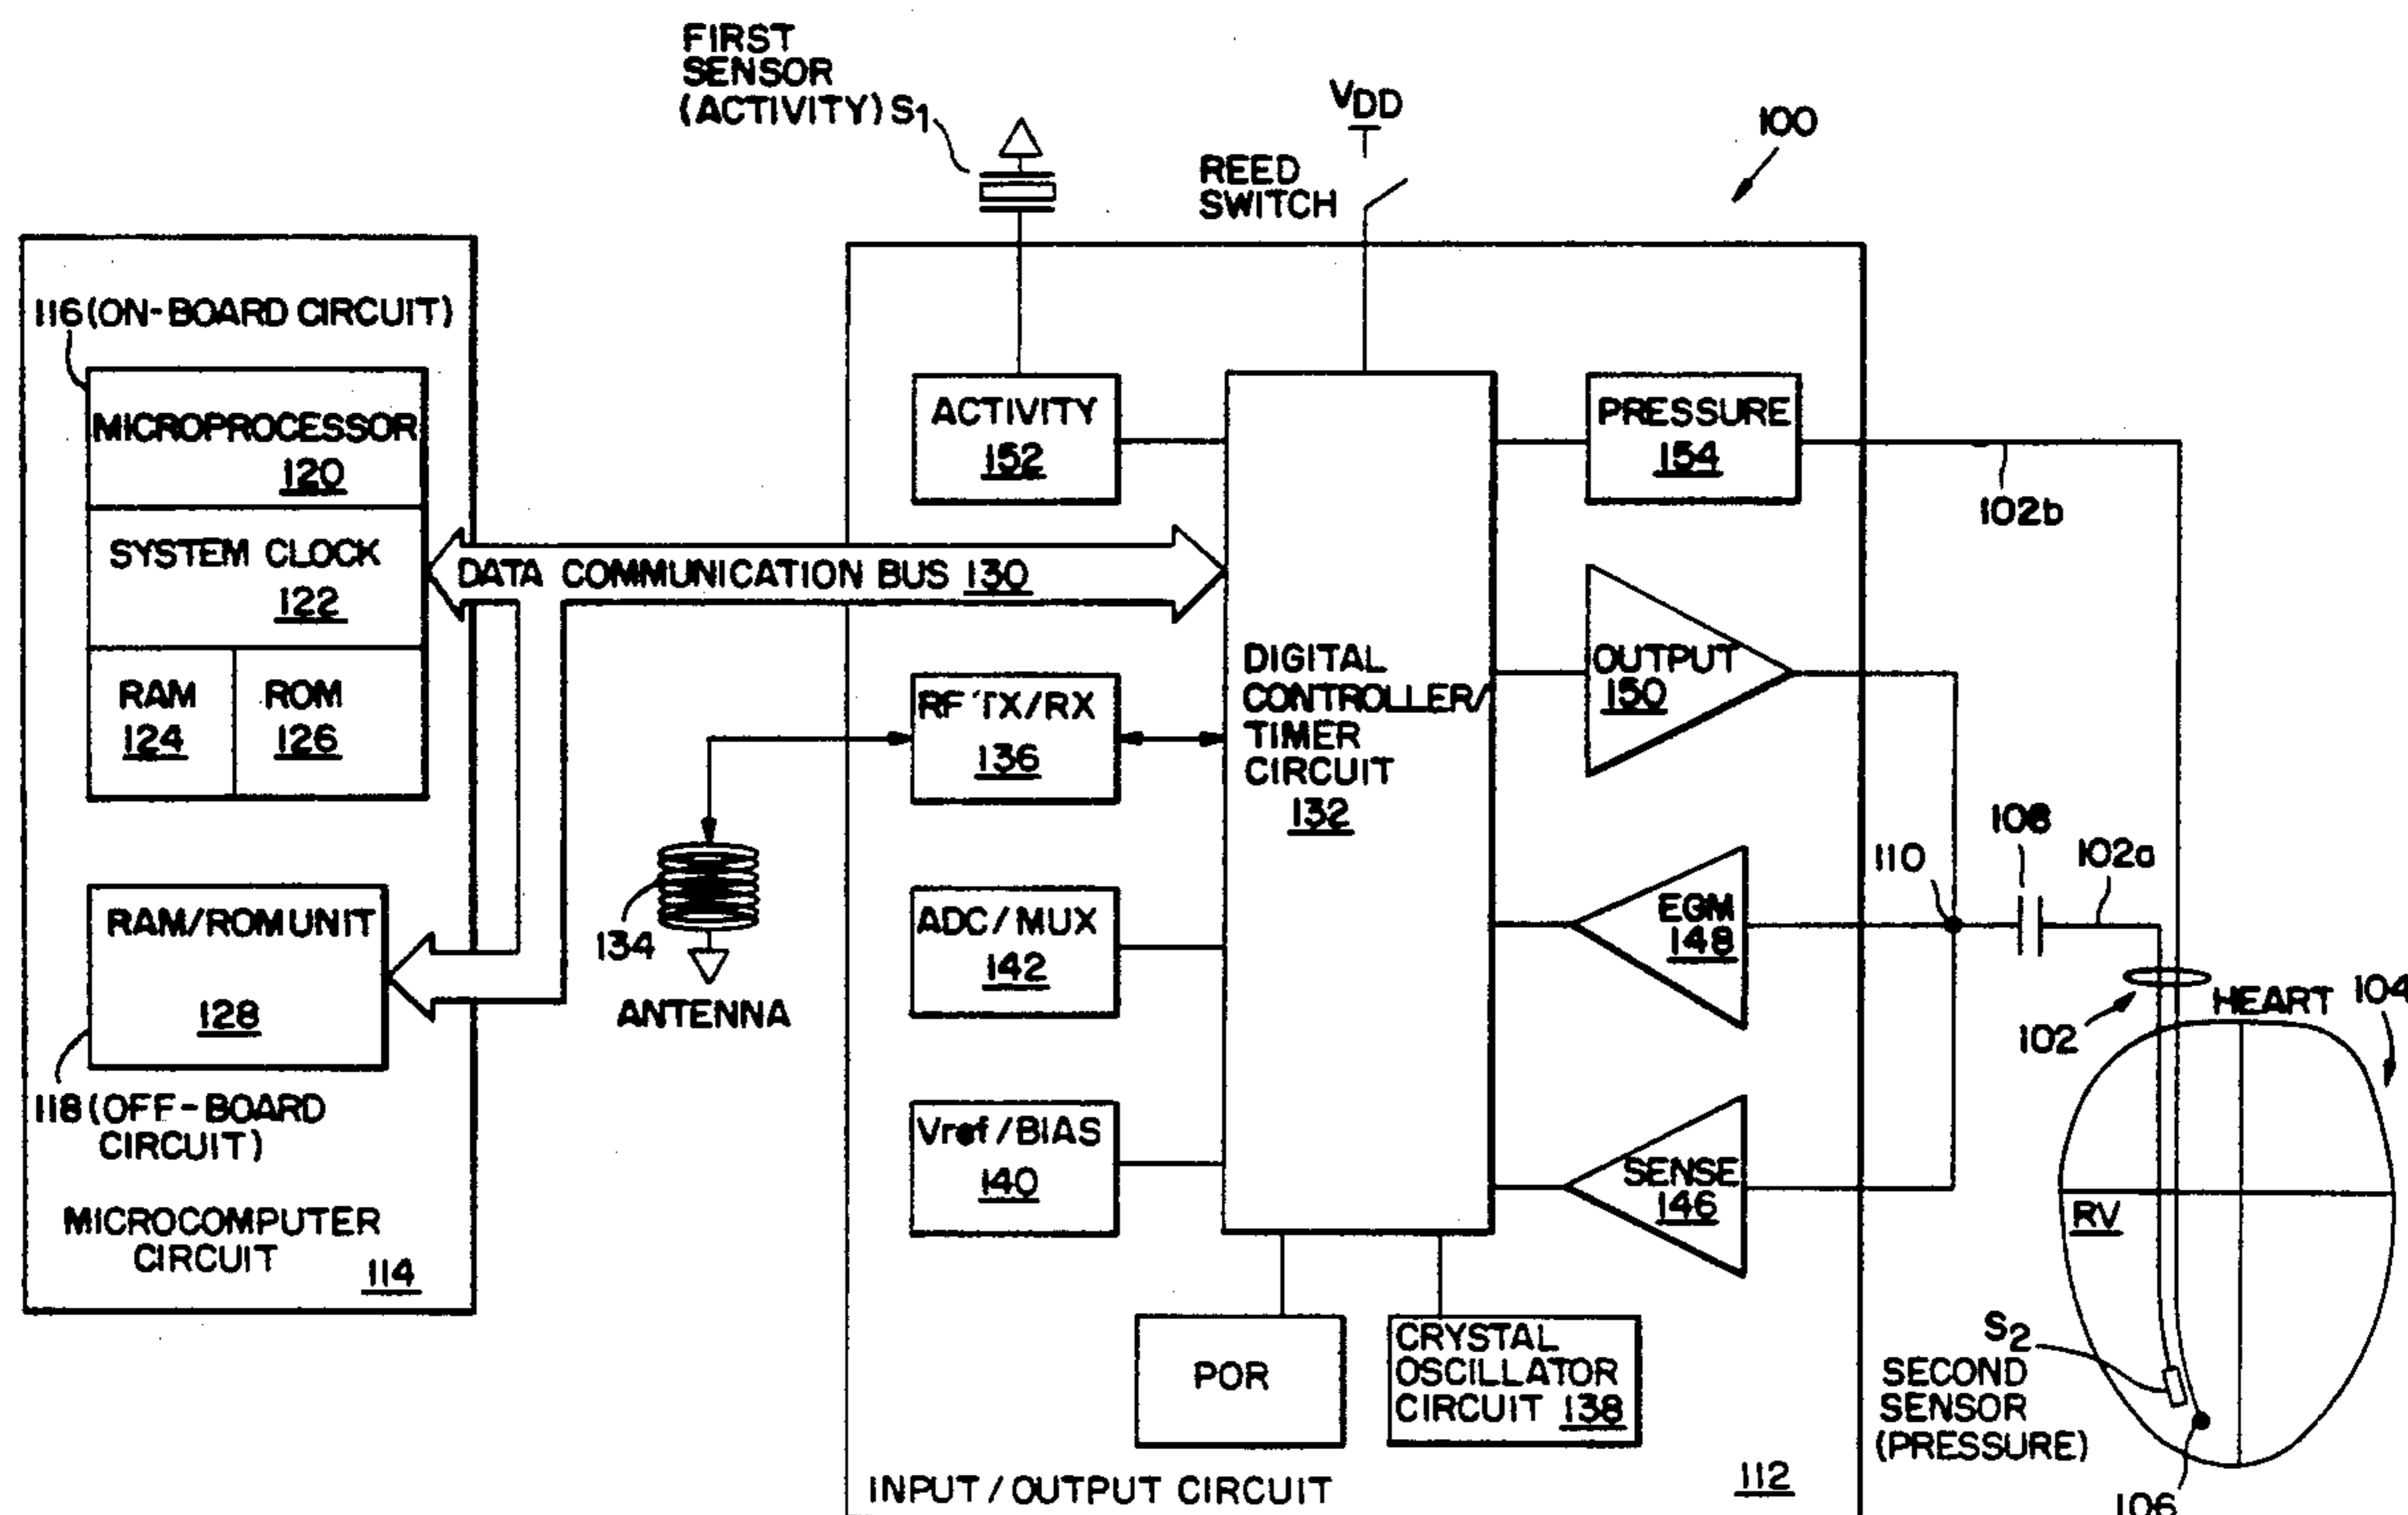 FIRST
SENSOR
(ACTIVITY) S1
VDD
REED
SWITCH
100
116 (ON-BOARD CIRCUIT)
MICROPROCESSOR
120
SYSTEM CLOCK
122
RAM
124
ROM
126
RAM/ROM UNIT
128
118 (OFF-BOARD
CIRCUIT)
MICROCOMPUTER
CIRCUIT
114
DATA COMMUNICATION BUS 130
ACTIVITY
152
RF TX/RX
136
134
ANTENNA
ADC/MUX
142
Vref/BIAS
140
DIGITAL
CONTROLLER/
TIMER
CIRCUIT
132
PRESSURE
154
OUTPUT
150
EGM
148
SENSE
146
POR
CRYSTAL
OSCILLATOR
CIRCUIT 138
INPUT/OUTPUT CIRCUIT
112
102b
108
110
102a
102
HEART
104
RV
S2
SECOND
SENSOR
(PRESSURE)
106